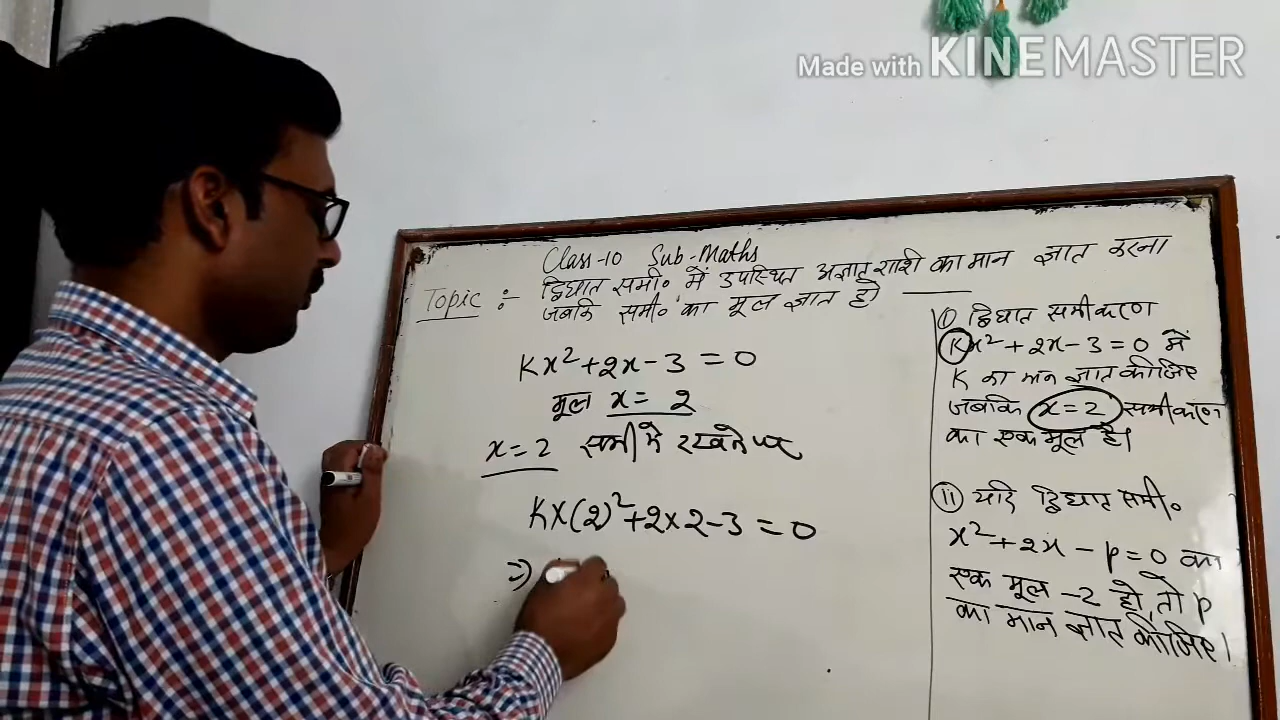 Made with KINEMASTER
Class-10 Sub-Maths
Topic :- द्विघात समी० में उपस्थित अज्ञात राशि का मान ज्ञात करना
जबकि समी० का मूल ज्ञात हो
Kx²+2x-3=0
मूल x=2
x=2 समी में रखने पर
K×(2)²+2×2-3=0
⇒
(i) द्विघात समीकरण
Kx²+2x-3=0 में
K का मान ज्ञात कीजिए
जबकि x=2 समीकरण
का एक मूल है।
(ii) यदि द्विघात समी०
x²+2x-p=0 का
एक मूल -2 हो, तो p
का मान ज्ञात कीजिए।